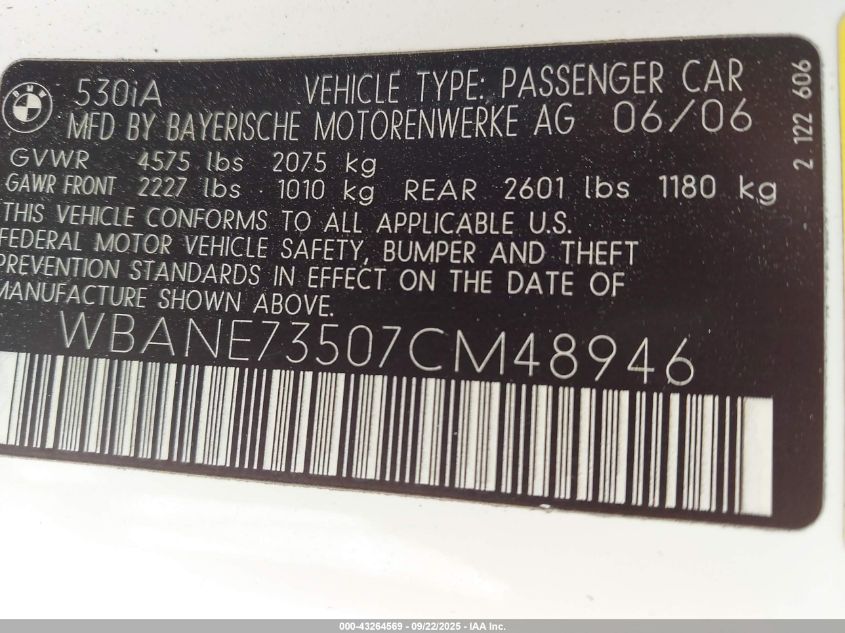 BMW
530iA VEHICLE TYPE: PASSENGER CAR
MFD BY BAYERISCHE MOTORENWERKE AG 06/06
GVWR 4575 lbs 2075 kg
GAWR FRONT 2227 lbs 1010 kg REAR 2601 lbs 1180 kg
THIS VEHICLE CONFORMS TO ALL APPLICABLE U.S.
FEDERAL MOTOR VEHICLE SAFETY, BUMPER AND THEFT
PREVENTION STANDARDS IN EFFECT ON THE DATE OF
MANUFACTURE SHOWN ABOVE.
WBANE73507CM48946
2 122 606
000-43264569 - 09/22/2025 - IAA Inc.